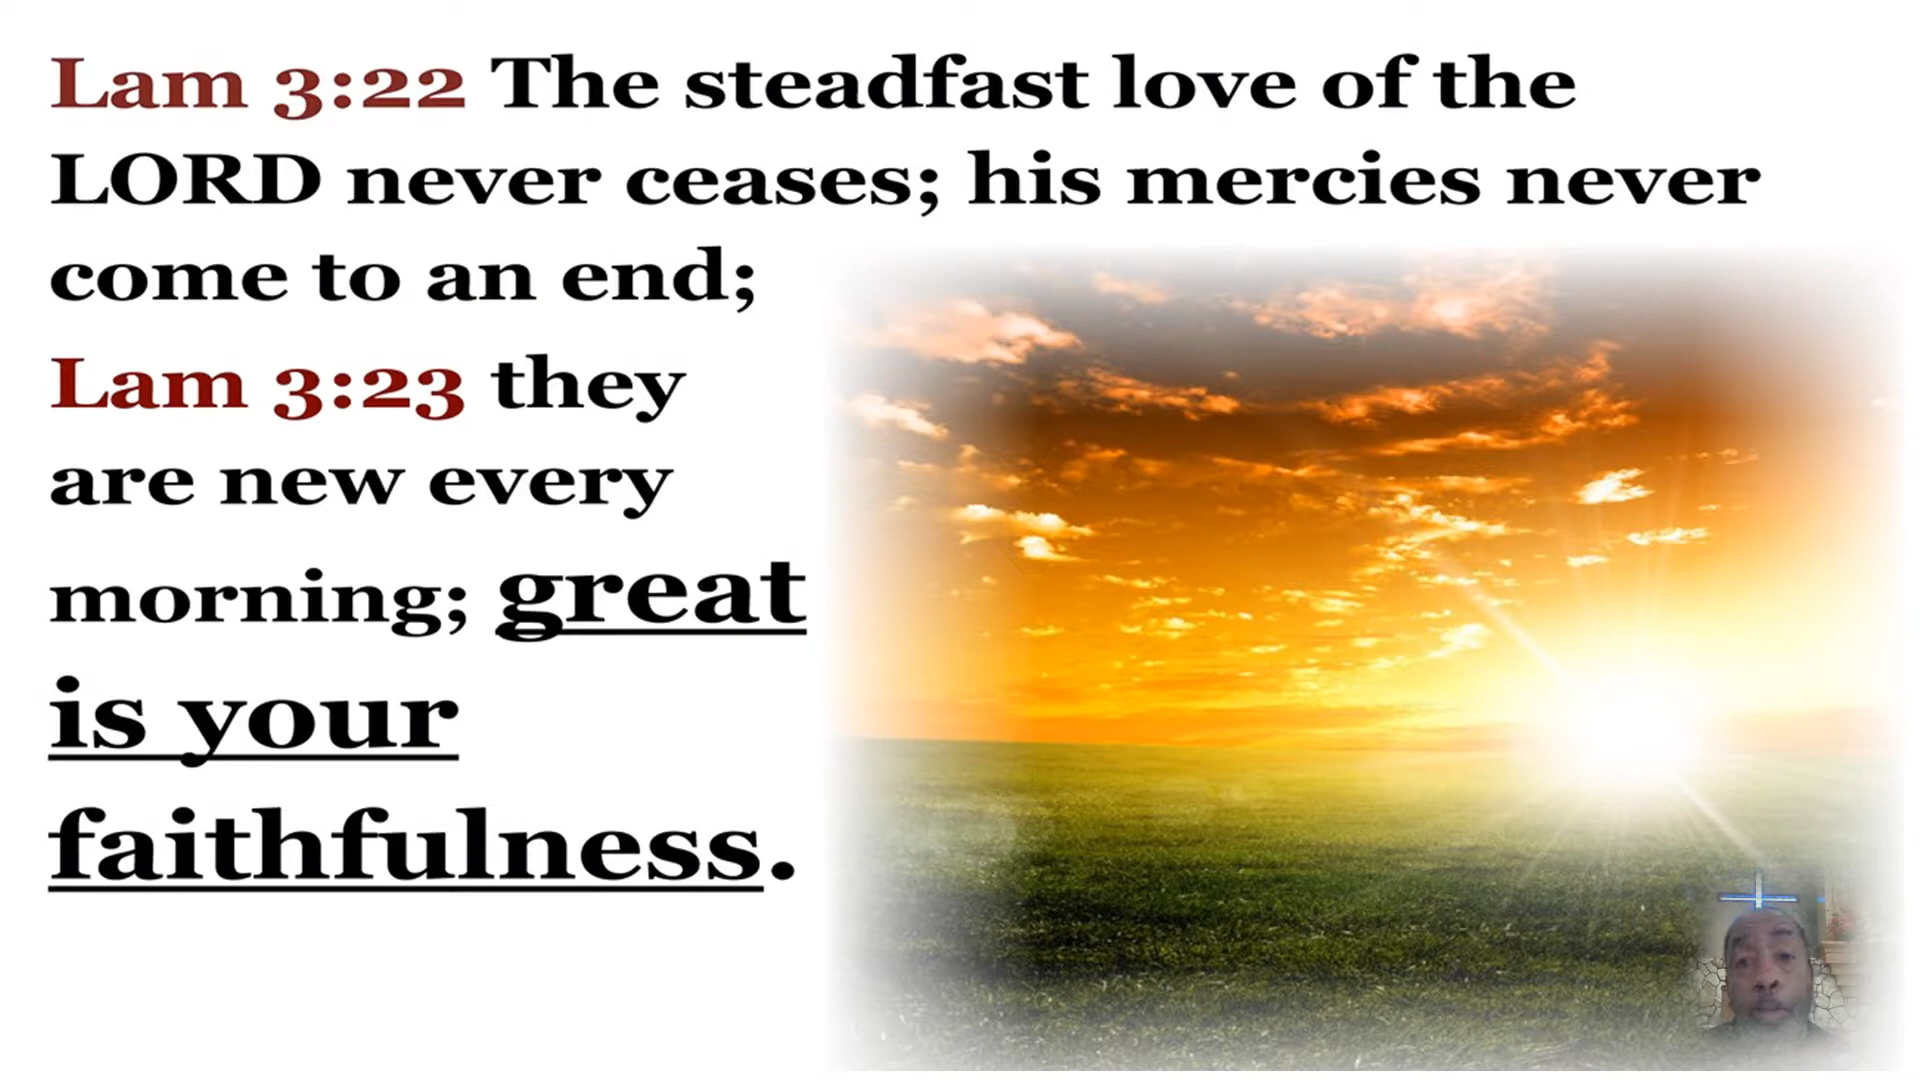 Lam 3:22 The steadfast love of the
LORD never ceases; his mercies never
come to an end;
Lam 3:23 they
are new every
morning; great
is your
faithfulness.